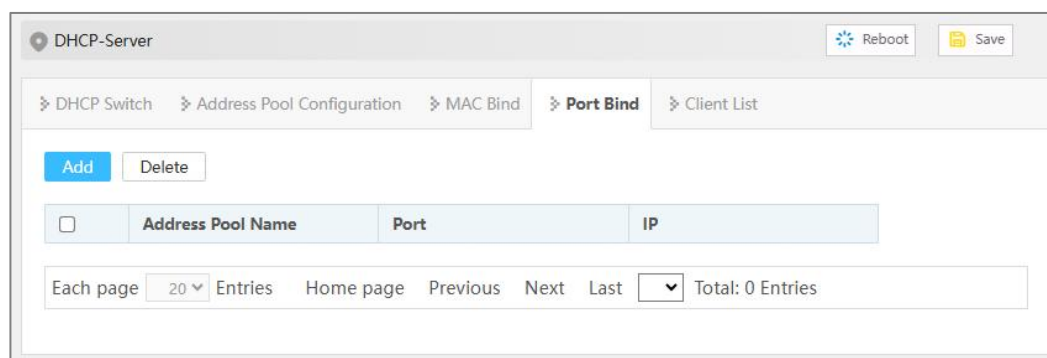 DHCP-Server Reboot Save
DHCP Switch Address Pool Configuration MAC Bind Port Bind Client List
Add Delete
Address Pool Name Port IP
Each page 20 Entries Home page Previous Next Last Total: 0 Entries